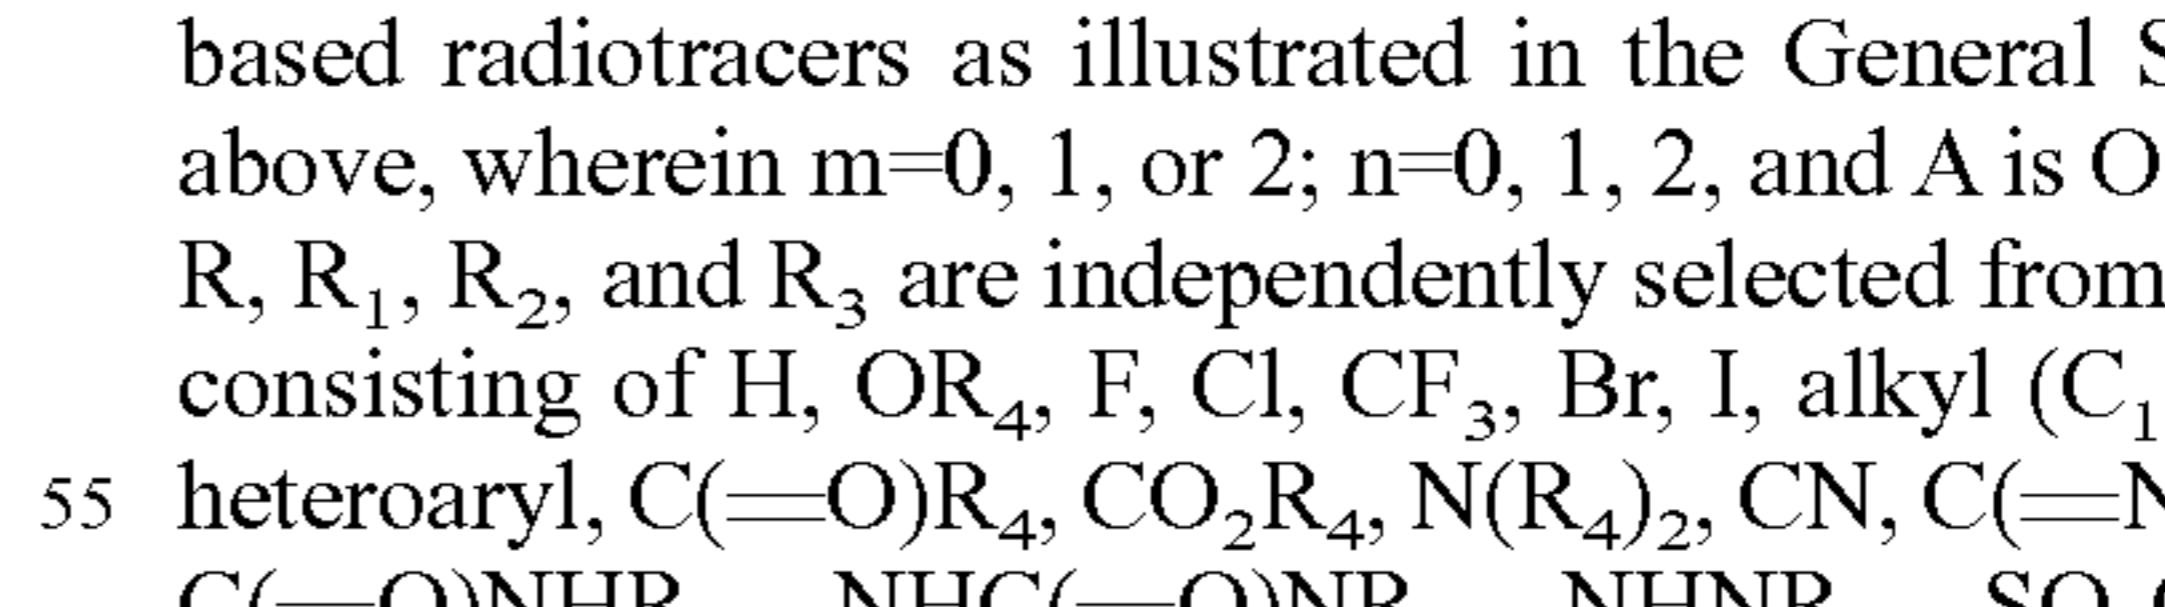 based radiotracers as illustrated in the General
above, wherein m=0, 1, or 2; n=0, 1, 2, and A is O
R, R₁, R₂, and R₃ are independently selected from
consisting of H, OR₄, F, Cl, CF₃, Br, I, alkyl (C₁
55 heteroaryl, C(=O)R₄, CO₂R₄, N(R₄)₂, CN, C(=N